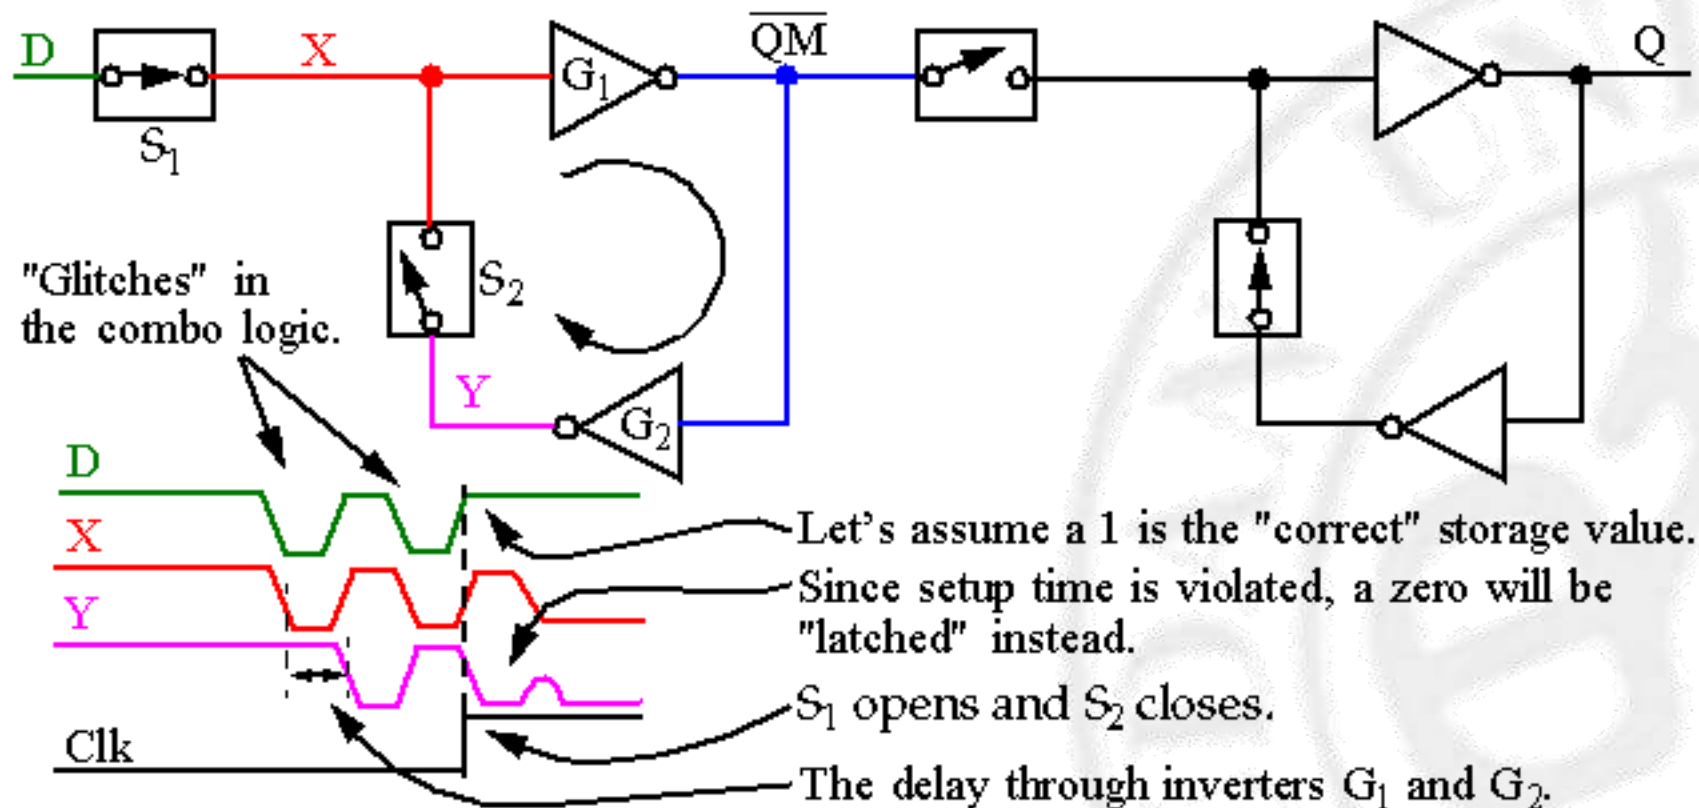 D
X
QM
Q
G1
S1
"Glitches" in
the combo logic.
S2
Y
G2
D
X
Y
Clk
Let's assume a 1 is the "correct" storage value.
Since setup time is violated, a zero will be
"latched" instead.
S1 opens and S2 closes.
The delay through inverters G1 and G2.